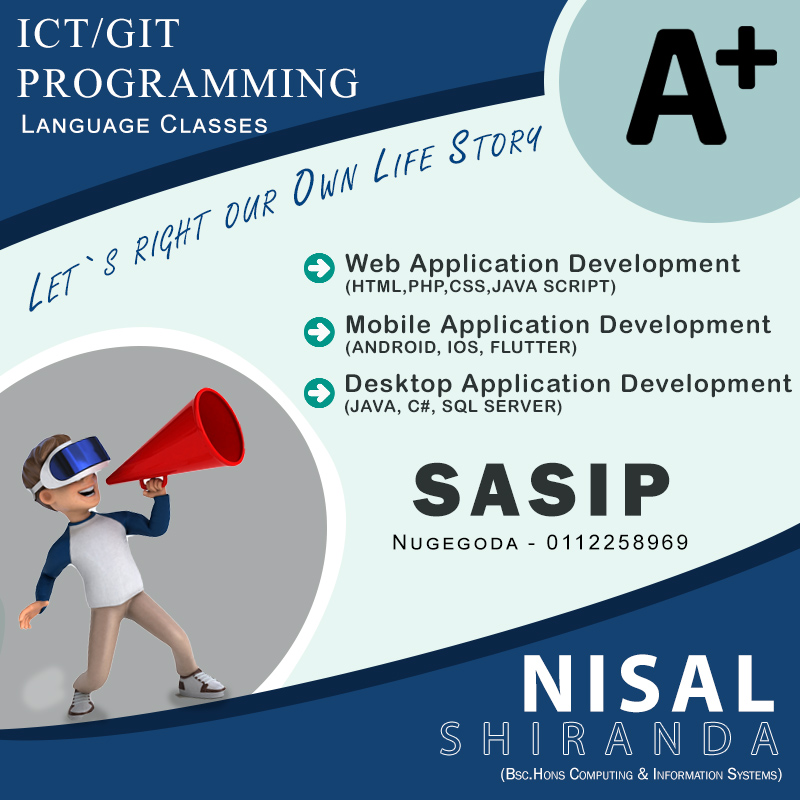 ICT/GIT
PROGRAMMING
LANGUAGE CLASSES
A+
LET`S RIGHT OUR OWN LIFE STORY
Web Application Development
(HTML,PHP,CSS,JAVA SCRIPT)
Mobile Application Development
(ANDROID, IOS, FLUTTER)
Desktop Application Development
(JAVA, C#, SQL SERVER)
SASIP
NUGEGODA - 0112258969
NISAL
SHIRANDA
(BSC.HONS COMPUTING & INFORMATION SYSTEMS)